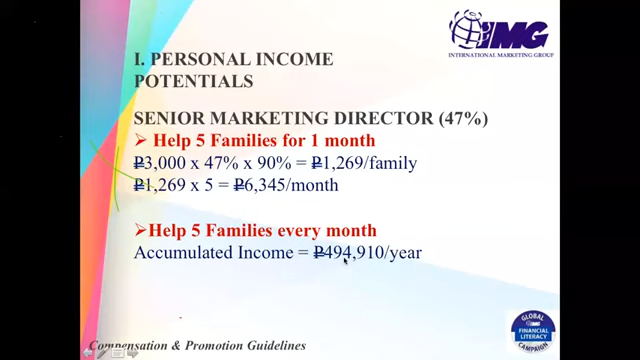 IMG
INTERNATIONAL MARKETING GROUP
I. PERSONAL INCOME
POTENTIALS
SENIOR MARKETING DIRECTOR (47%)
➢ Help 5 Families for 1 month
₱3,000 x 47% x 90% = ₱1,269/family
₱1,269 x 5 = ₱6,345/month
➢Help 5 Families every month
Accumulated Income = ₱494,910/year
GLOBAL
IMG
FINANCIAL
LITERACY
CAMPAIGN
Compensation & Promotion Guidelines